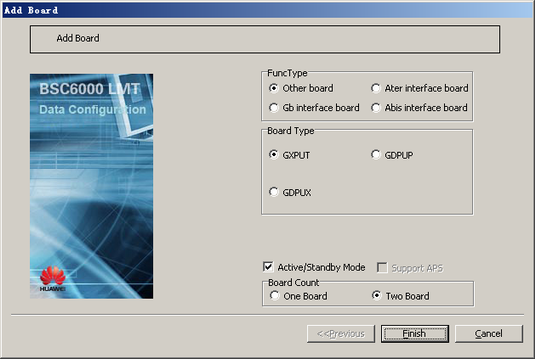 Add Board
Add Board
BSC6000 LMT
Data Configuration
HUAWEI
FuncType
Other board
Ater interface board
Gb interface board
Abis interface board
Board Type
GXPUT
GDPUP
GDPUX
Active/Standby Mode
Support APS
Board Count
One Board
Two Board
<<Previous
Finish
Cancel